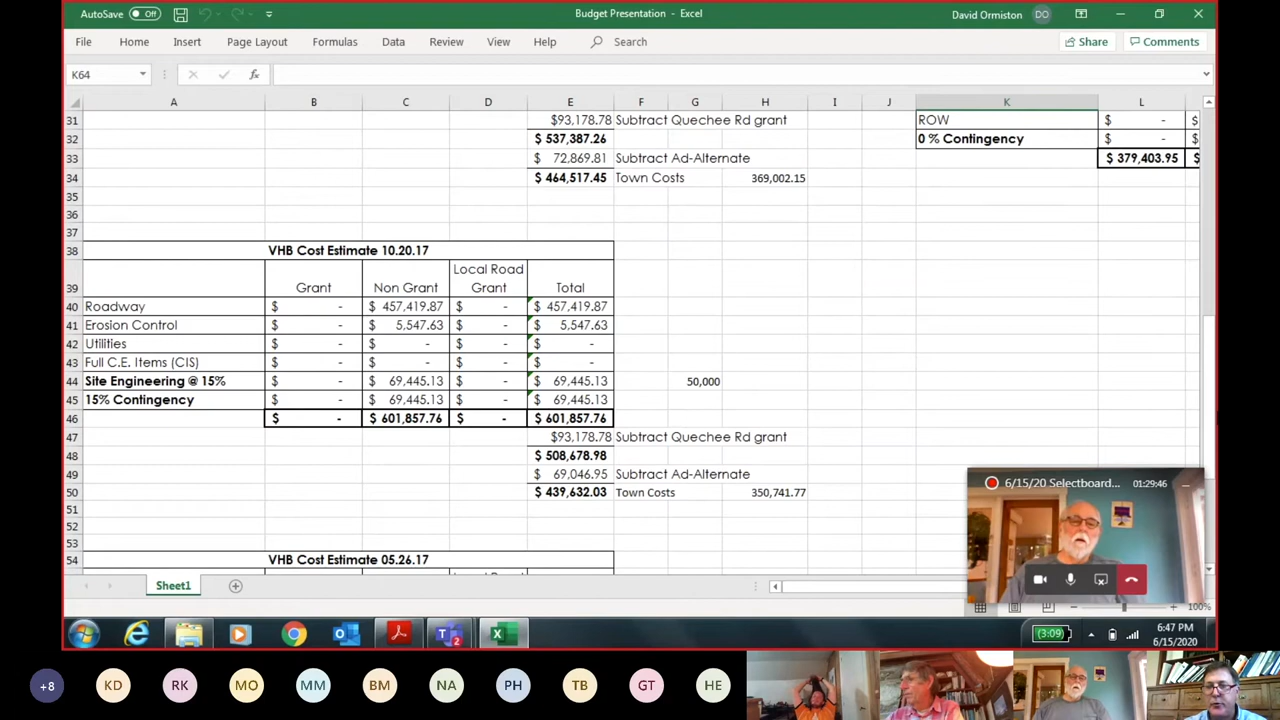 AutoSave Off
Budget Presentation - Excel
David Ormiston DO
File Home Insert Page Layout Formulas Data Review View Help Search Share Comments
K64 fx
A B C D E F G H I J K L
31 $93,178.78 Subtract Quechee Rd grant ROW $ - $
32 $ 537,387.26 0 % Contingency $ - $
33 $ 72,869.81 Subtract Ad-Alternate $ 379,403.95 $
34 $ 464,517.45 Town Costs 369,002.15
35
36
37
38 VHB Cost Estimate 10.20.17
Local Road
39 Grant Non Grant Grant Total
40 Roadway $ - $ 457,419.87 $ - $ 457,419.87
41 Erosion Control $ - $ 5,547.63 $ - $ 5,547.63
42 Utilities $ - $ - $ - $ -
43 Full C.E. Items (CIS) $ - $ - $ - $ -
44 Site Engineering @ 15% $ - $ 69,445.13 $ - $ 69,445.13 50,000
45 15% Contingency $ - $ 69,445.13 $ - $ 69,445.13
46 $ - $ 601,857.76 $ - $ 601,857.76
47 $93,178.78 Subtract Quechee Rd grant
48 $ 508,678.98
49 $ 69,046.95 Subtract Ad-Alternate
50 $ 439,632.03 Town Costs 350,741.77
51
52
53
54 VHB Cost Estimate 05.26.17
6/15/20 Selectboard... 01:29:46
Sheet1
100%
2
(3:09)
6:47 PM
6/15/2020
+8 KD RK MO MM BM NA PH TB GT HE